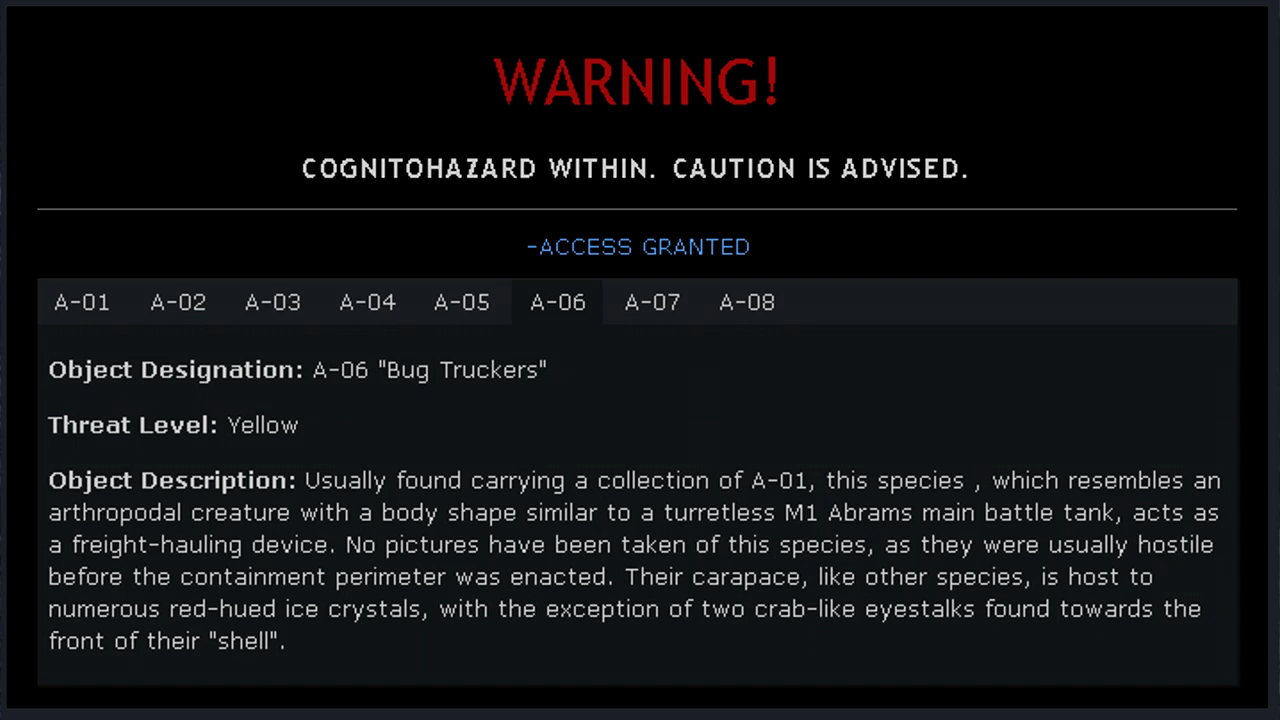 WARNING!
COGNITOHAZARD WITHIN. CAUTION IS ADVISED.
-ACCESS GRANTED
A-01 A-02 A-03 A-04 A-05 A-06 A-07 A-08
Object Designation: A-06 "Bug Truckers"
Threat Level: Yellow
Object Description: Usually found carrying a collection of A-01, this species , which resembles an
arthropodal creature with a body shape similar to a turretless M1 Abrams main battle tank, acts as
a freight-hauling device. No pictures have been taken of this species, as they were usually hostile
before the containment perimeter was enacted. Their carapace, like other species, is host to
numerous red-hued ice crystals, with the exception of two crab-like eyestalks found towards the
front of their "shell".